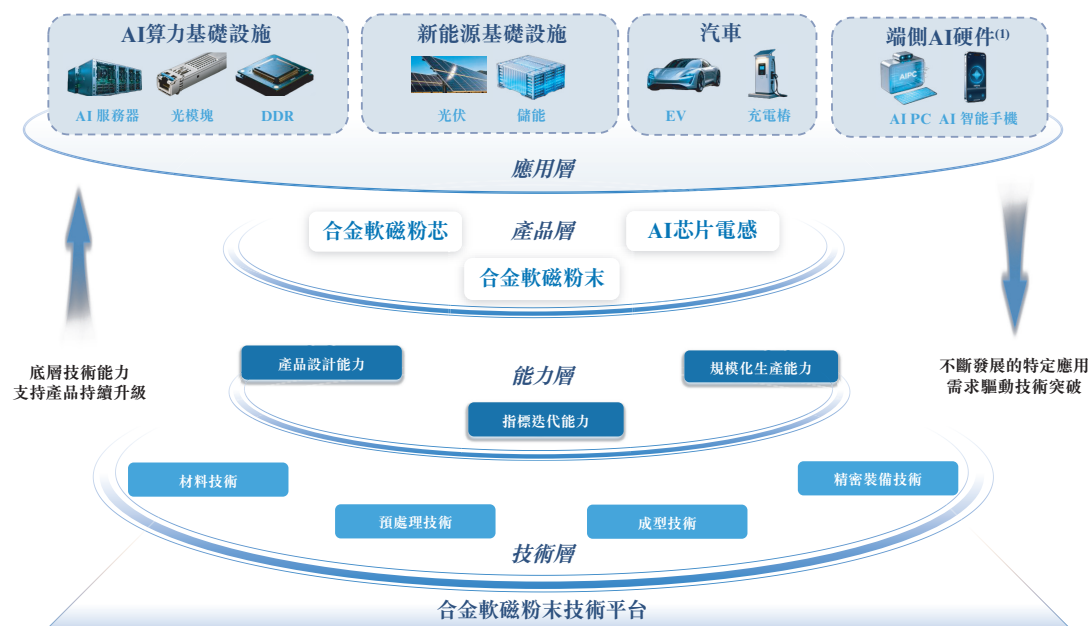 AI算力基礎設施
AI 服務器
光模塊
DDR
新能源基礎設施
光伏
儲能
汽車
EV
充電樁
端側AI硬件(1)
AIPC
AI PC
AI 智能手機
應用層
合金軟磁粉芯
產品層
AI芯片電感
合金軟磁粉末
底層技術能力
支持產品持續升級
產品設計能力
能力層
規模化生產能力
指標迭代能力
不斷發展的特定應用
需求驅動技術突破
材料技術
預處理技術
成型技術
精密裝備技術
技術層
合金軟磁粉末技術平台